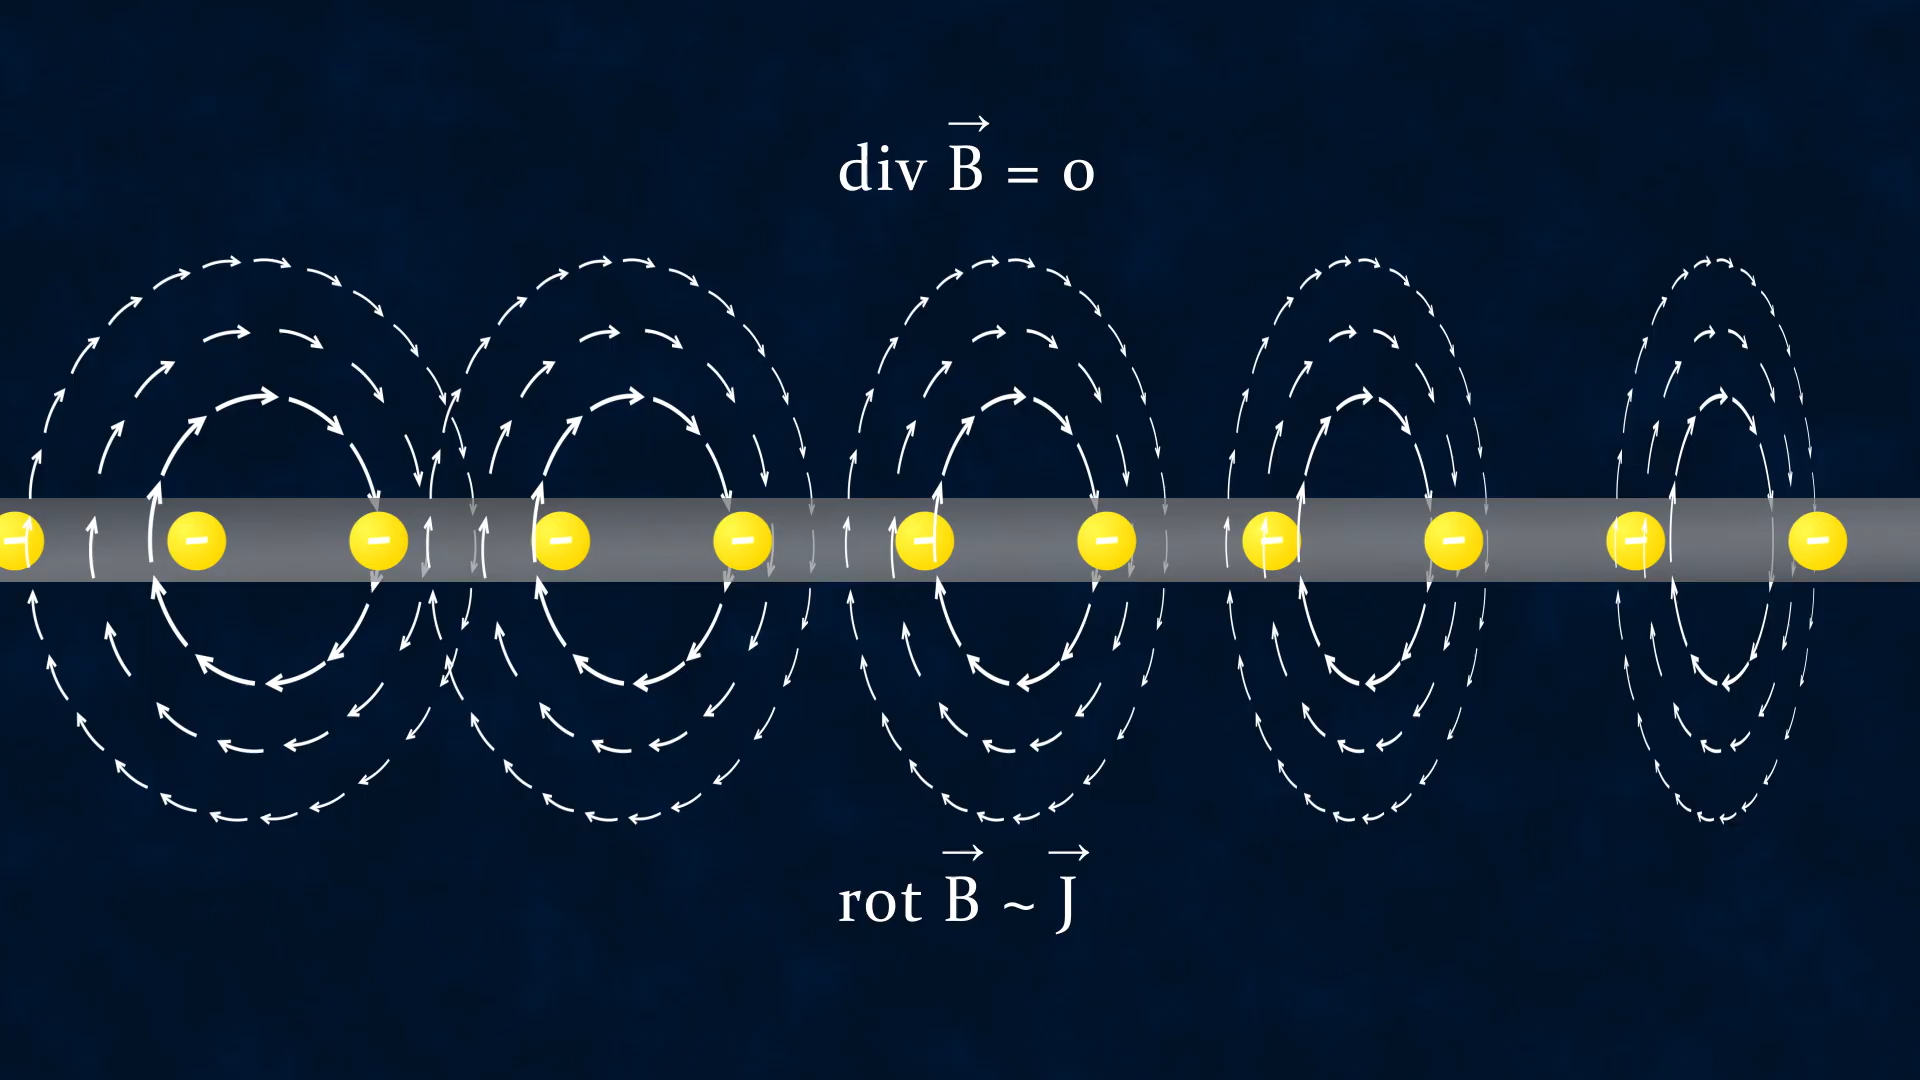 div B⃗ = 0
rot B⃗ ~ J⃗